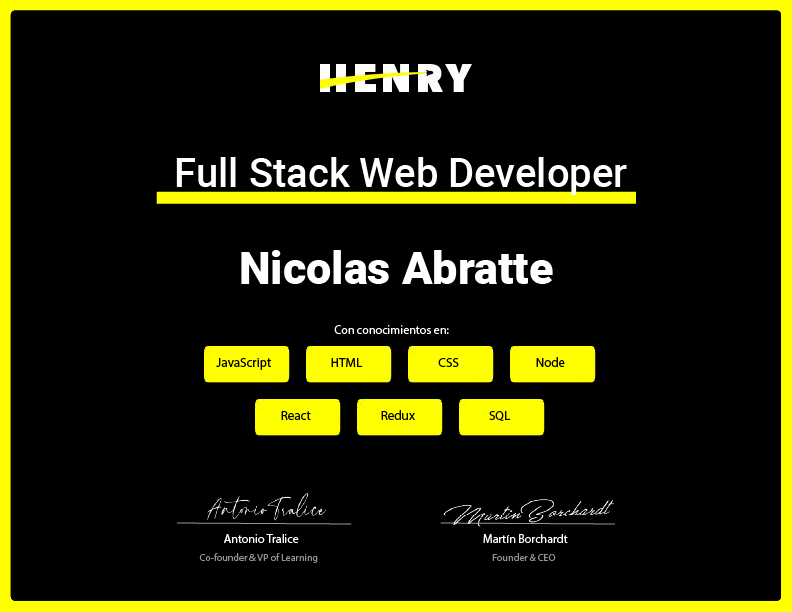 HENRY
Full Stack Web Developer
Nicolas Abratte
Con conocimientos en:
JavaScript HTML CSS Node
React Redux SQL
Antonio Tralice Martin Borchardt
Antonio Tralice Martín Borchardt
Co-founder & VP of Learning Founder & CEO